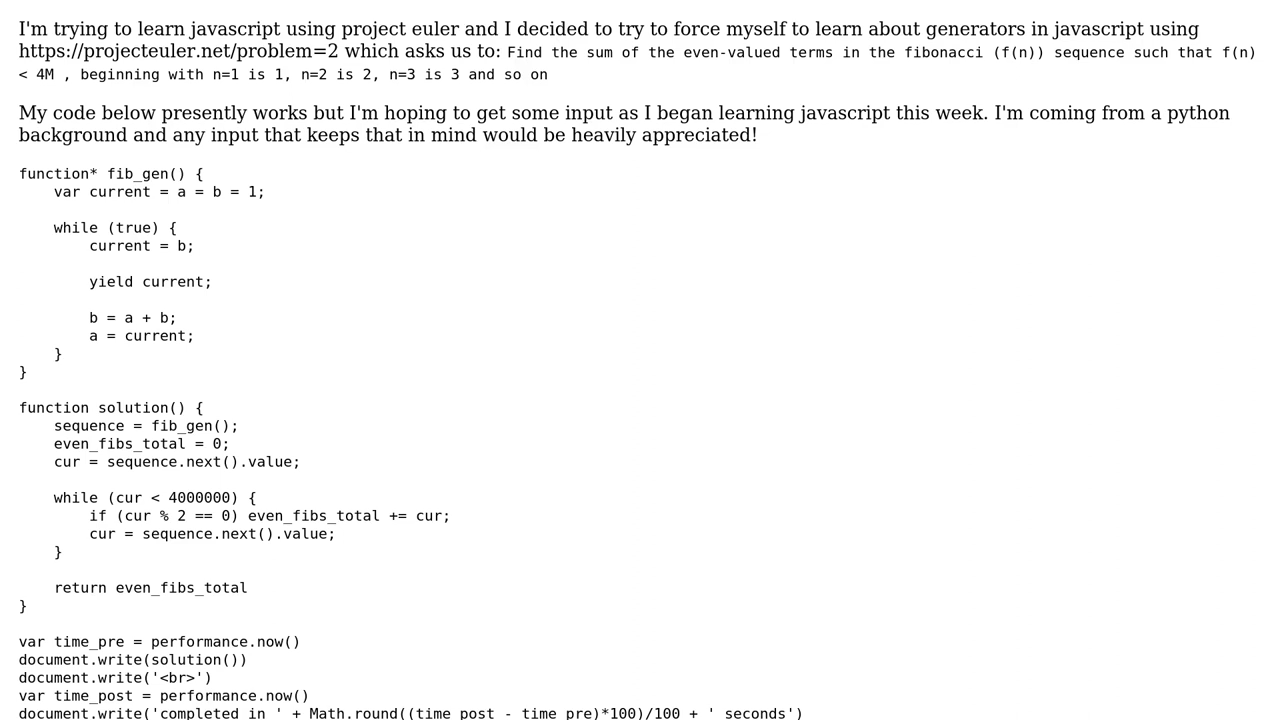 I'm trying to learn javascript using project euler and I decided to try to force myself to learn about generators in javascript using
https://projecteuler.net/problem=2 which asks us to: Find the sum of the even-valued terms in the fibonacci (f(n)) sequence such that f(n)
< 4M , beginning with n=1 is 1, n=2 is 2, n=3 is 3 and so on
My code below presently works but I'm hoping to get some input as I began learning javascript this week. I'm coming from a python
background and any input that keeps that in mind would be heavily appreciated!
function* fib_gen() {
    var current = a = b = 1;
    while (true) {
        current = b;
        yield current;
        b = a + b;
        a = current;
    }
}
function solution() {
    sequence = fib_gen();
    even_fibs_total = 0;
    cur = sequence.next().value;
    while (cur < 4000000) {
        if (cur % 2 == 0) even_fibs_total += cur;
        cur = sequence.next().value;
    }
    return even_fibs_total
}
var time_pre = performance.now()
document.write(solution())
document.write('<br>')
var time_post = performance.now()
document.write('completed in ' + Math.round((time_post - time_pre)*100)/100 + ' seconds')